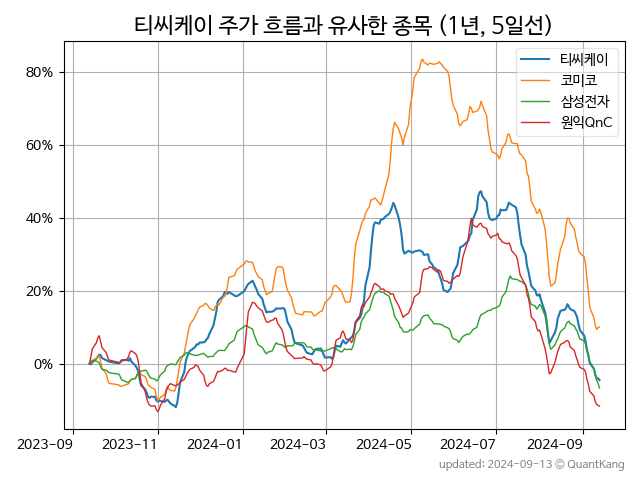 티씨케이 주가 흐름과 유사한 종목 (1년, 5일선)
티씨케이
코미코
삼성전자
원익QnC
80%
60%
40%
20%
0%
2023-09 2023-11 2024-01 2024-03 2024-05 2024-07 2024-09
updated: 2024-09-13 © QuantKang